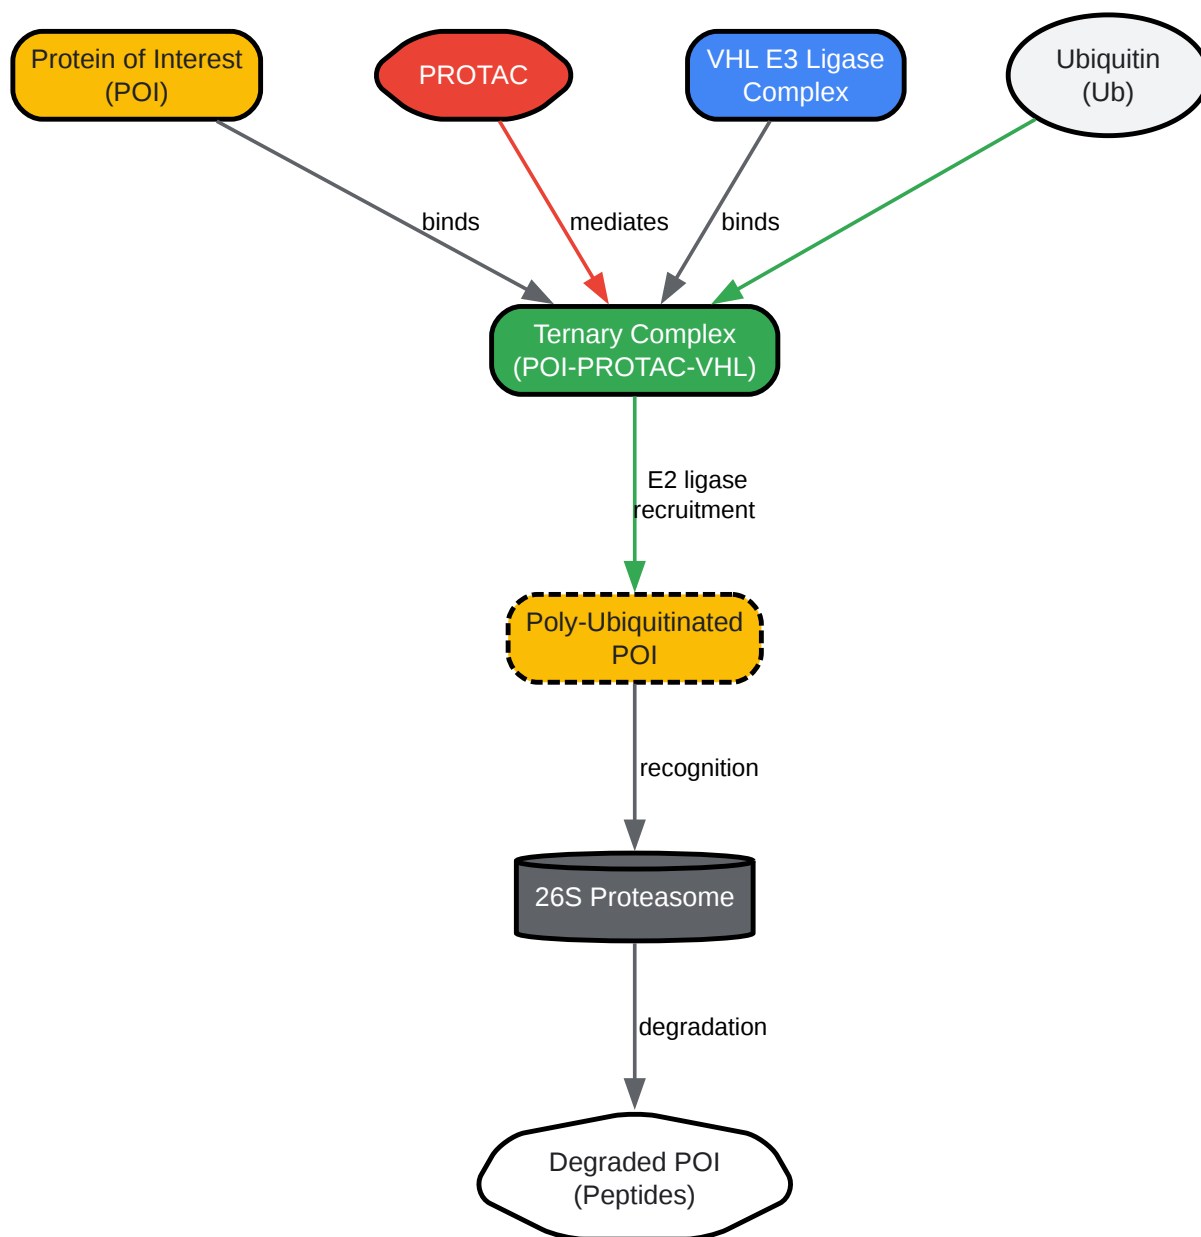 Protein of Interest
(POI)
PROTAC
VHL E3 Ligase
Complex
Ubiquitin
(Ub)
binds
mediates
binds
Ternary Complex
(POI-PROTAC-VHL)
E2 ligase
recruitment
Poly-Ubiquitinated
POI
recognition
26S Proteasome
degradation
Degraded POI
(Peptides)